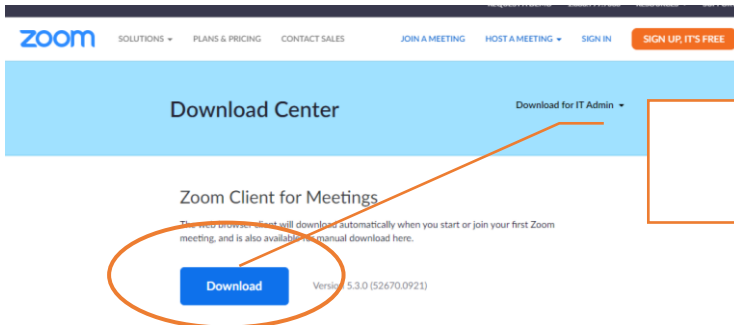 zoom
SOLUTIONS PLANS & PRICING CONTACT SALES JOIN A MEETING HOST A MEETING SIGN IN SIGN UP, IT'S FREE
Download Center
Download for IT Admin
Zoom Client for Meetings
The web browser client will download automatically when you start or join your first Zoom
meeting, and is also available for manual download here.
Download
Version 5.3.0 (52670.0921)